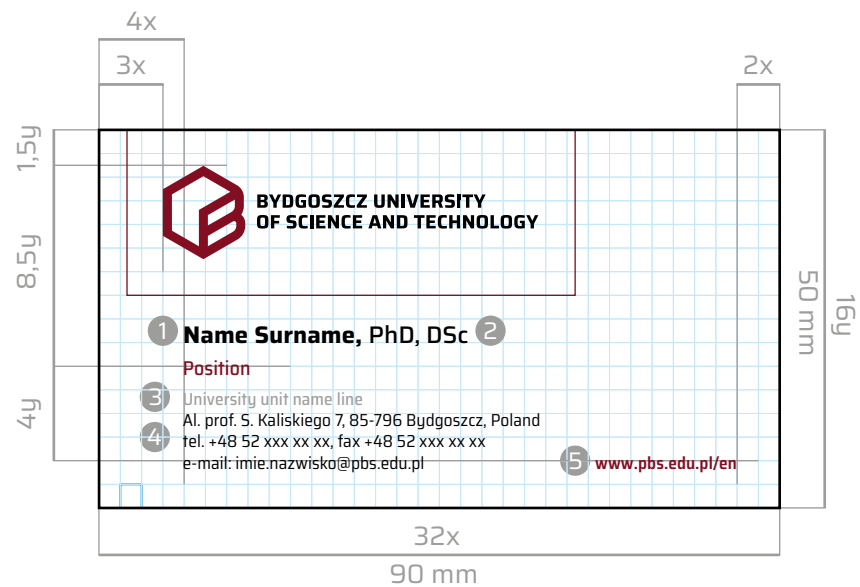 4x
3x
2x
1,5y
8,5y
4y
BYDGOSZCZ UNIVERSITY
OF SCIENCE AND TECHNOLOGY
1 Name Surname, PhD, DSc 2
Position
3 University unit name line
Al. prof. S. Kaliskiego 7, 85-796 Bydgoszcz, Poland
4 tel. +48 52 xxx xx xx, fax +48 52 xxx xx xx
e-mail: imie.nazwisko@pbs.edu.pl
5 www.pbs.edu.pl/en
50 mm
16y
32x
90 mm